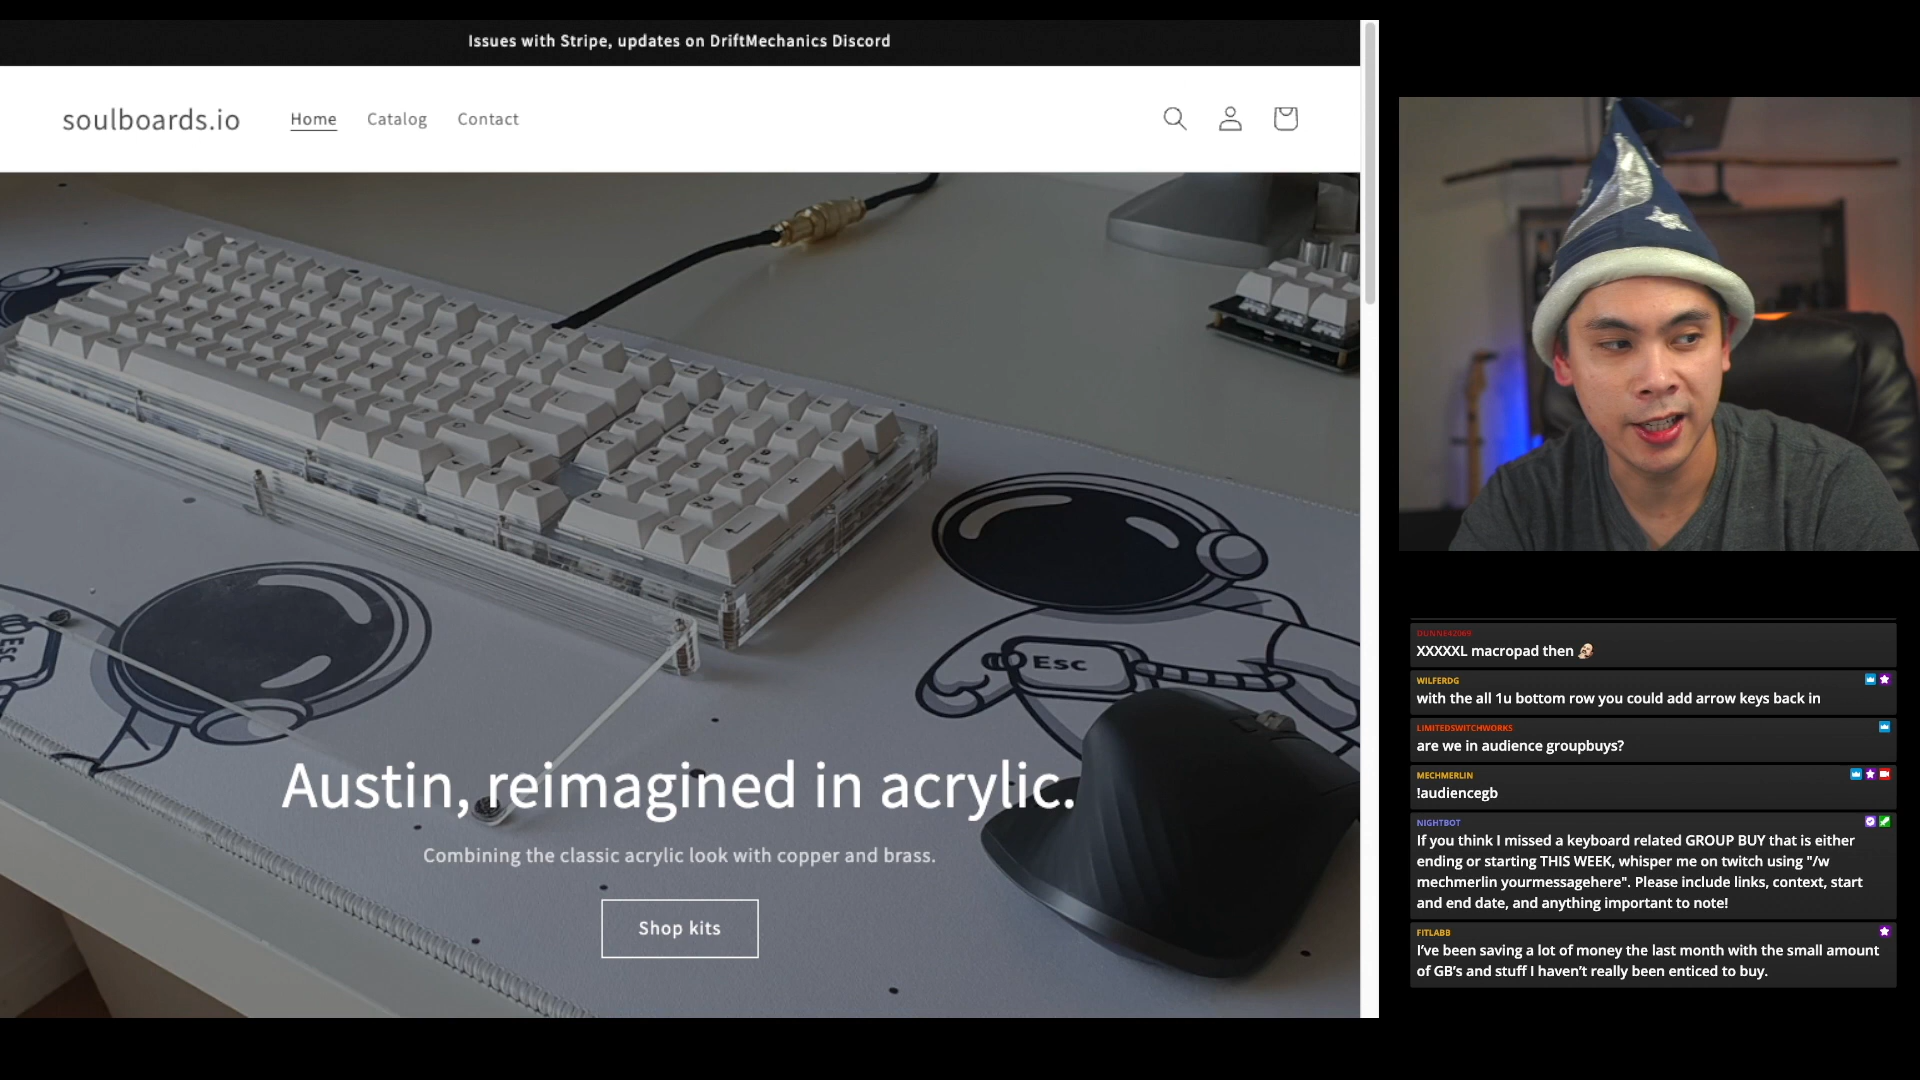 Issues with Stripe, updates on DriftMechanics Discord
soulboards.io
Home
Catalog
Contact
Esc
Esc
Austin, reimagined in acrylic.
Combining the classic acrylic look with copper and brass.
Shop kits
DUNNE42069
XXXXXL macropad then
WILFERDG
with the all 1u bottom row you could add arrow keys back in
LIMITEDSWITCHWORKS
are we in audience groupbuys?
MECHMERLIN
!audiencegb
NIGHTBOT
If you think I missed a keyboard related GROUP BUY that is either
ending or starting THIS WEEK, whisper me on twitch using "/w
mechmerlin yourmessagehere". Please include links, context, start
and end date, and anything important to note!
FITLABB
I've been saving a lot of money the last month with the small amount
of GB's and stuff I haven't really been enticed to buy.